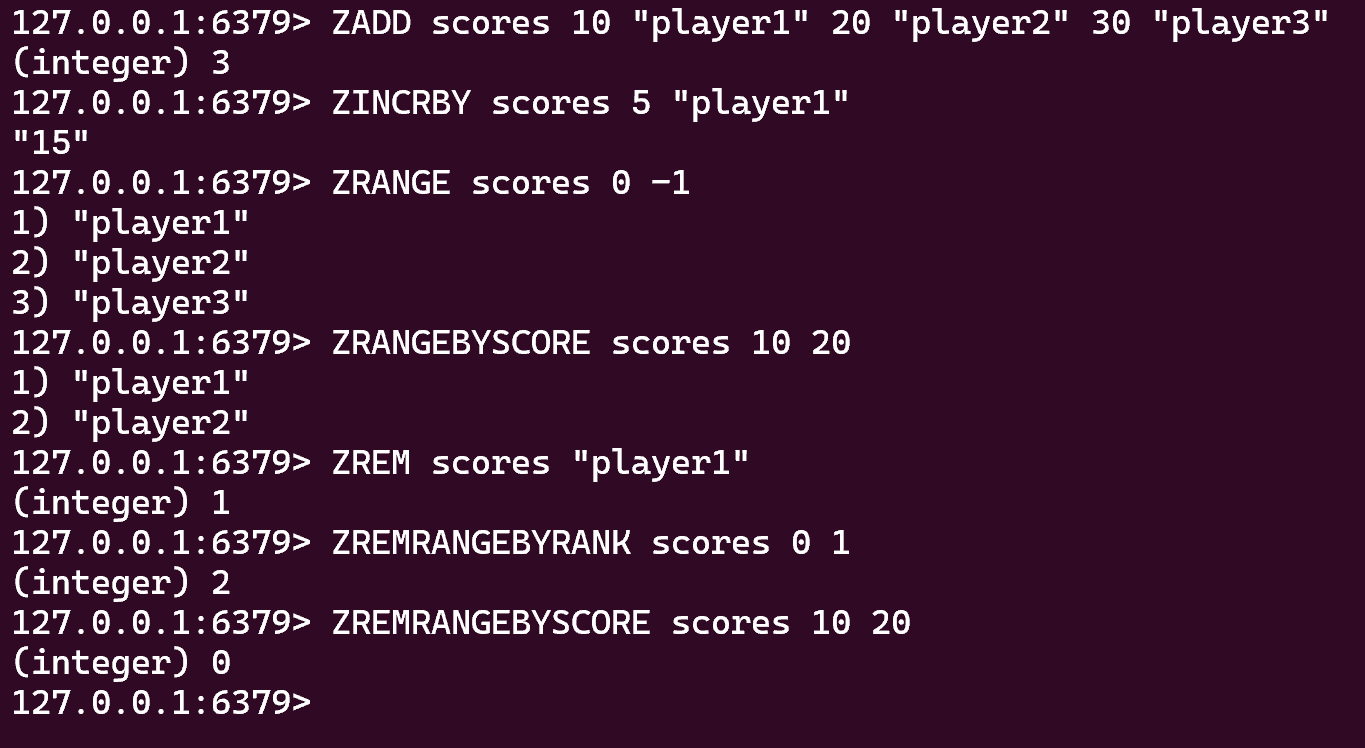 127.0.0.1:6379> ZADD scores 10 "player1" 20 "player2" 30 "player3"
(integer) 3
127.0.0.1:6379> ZINCRBY scores 5 "player1"
"15"
127.0.0.1:6379> ZRANGE scores 0 -1
1) "player1"
2) "player2"
3) "player3"
127.0.0.1:6379> ZRANGEBYSCORE scores 10 20
1) "player1"
2) "player2"
127.0.0.1:6379> ZREM scores "player1"
(integer) 1
127.0.0.1:6379> ZREMRANGEBYRANK scores 0 1
(integer) 2
127.0.0.1:6379> ZREMRANGEBYSCORE scores 10 20
(integer) 0
127.0.0.1:6379>